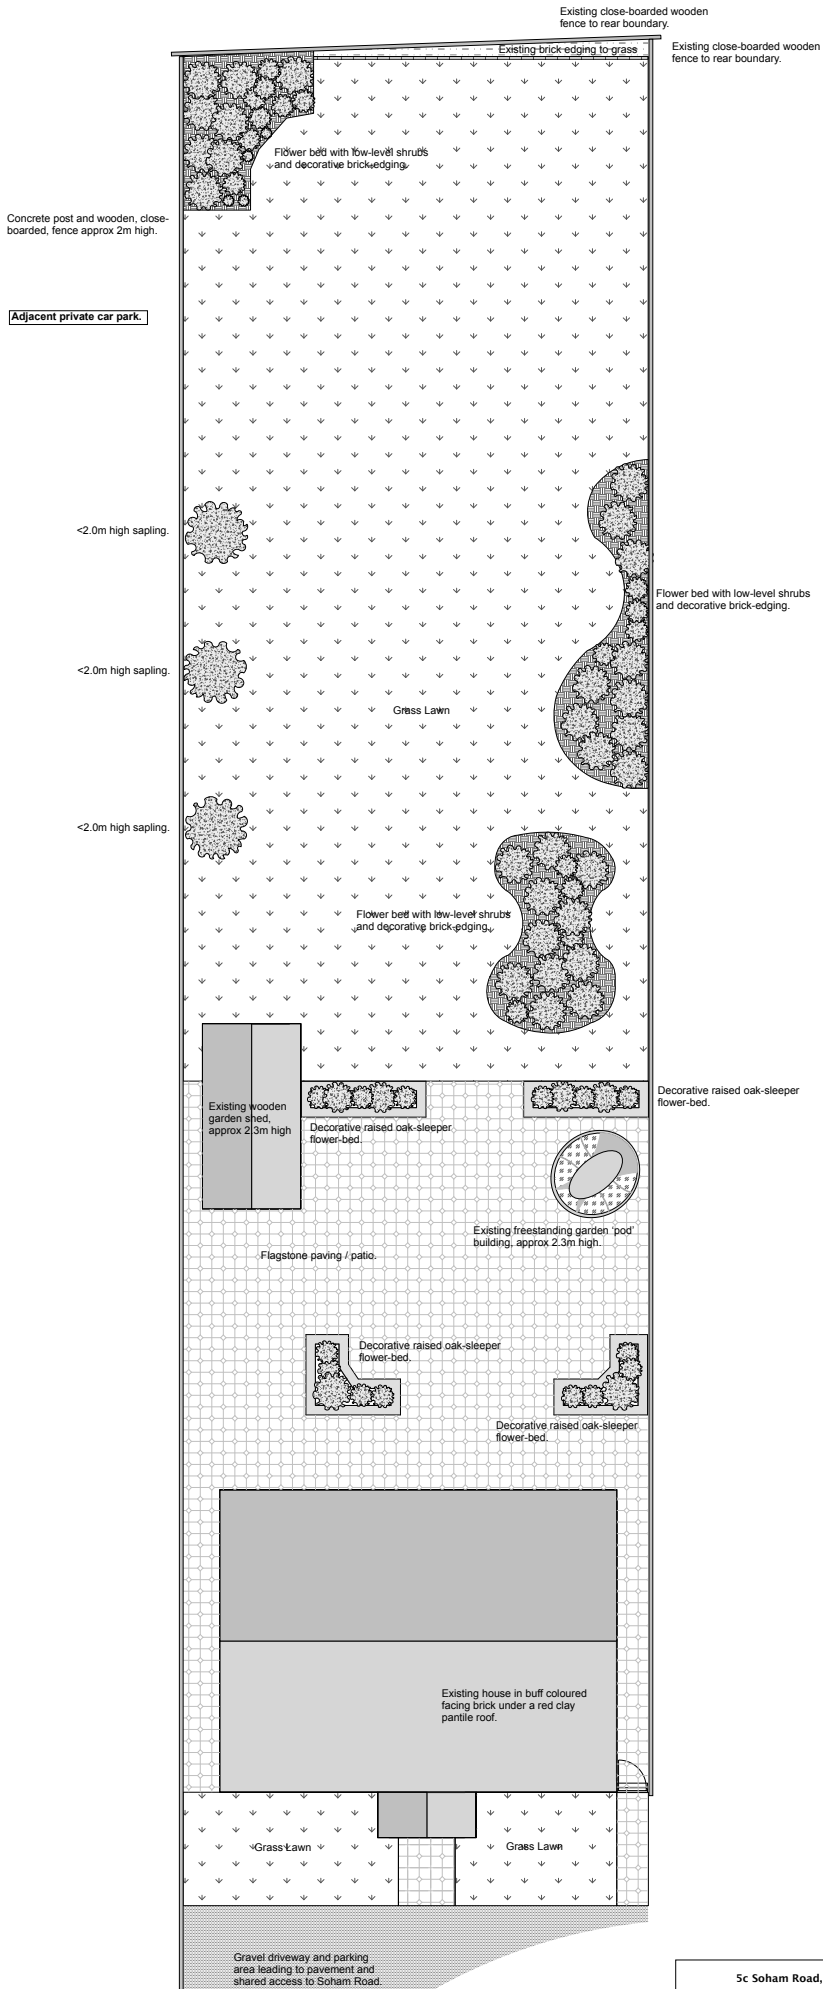 Existing close-boarded wooden
fence to rear boundary.
Existing brick edging to grass
Existing close-boarded wooden
fence to rear boundary.
Flower bed with low-level shrubs
and decorative brick-edging.
Concrete post and wooden, close-
boarded, fence approx 2m high.
Adjacent private car park.
<2.0m high sapling.
Flower bed with low-level shrubs
and decorative brick-edging.
<2.0m high sapling.
Grass Lawn
<2.0m high sapling.
Flower bed with low-level shrubs
and decorative brick-edging.
Decorative raised oak-sleeper
flower-bed.
Existing wooden
garden shed,
approx 2.3m high
Decorative raised oak-sleeper
flower-bed.
Existing freestanding garden 'pod'
building, approx 2.3m high.
Flagstone paving / patio.
Decorative raised oak-sleeper
flower-bed.
Decorative raised oak-sleeper
flower-bed.
Existing house in buff coloured
facing brick under a red clay
pantile roof.
Grass Lawn
Grass Lawn
Gravel driveway and parking
area leading to pavement and
shared access to Soham Road.
5c Soham Road,